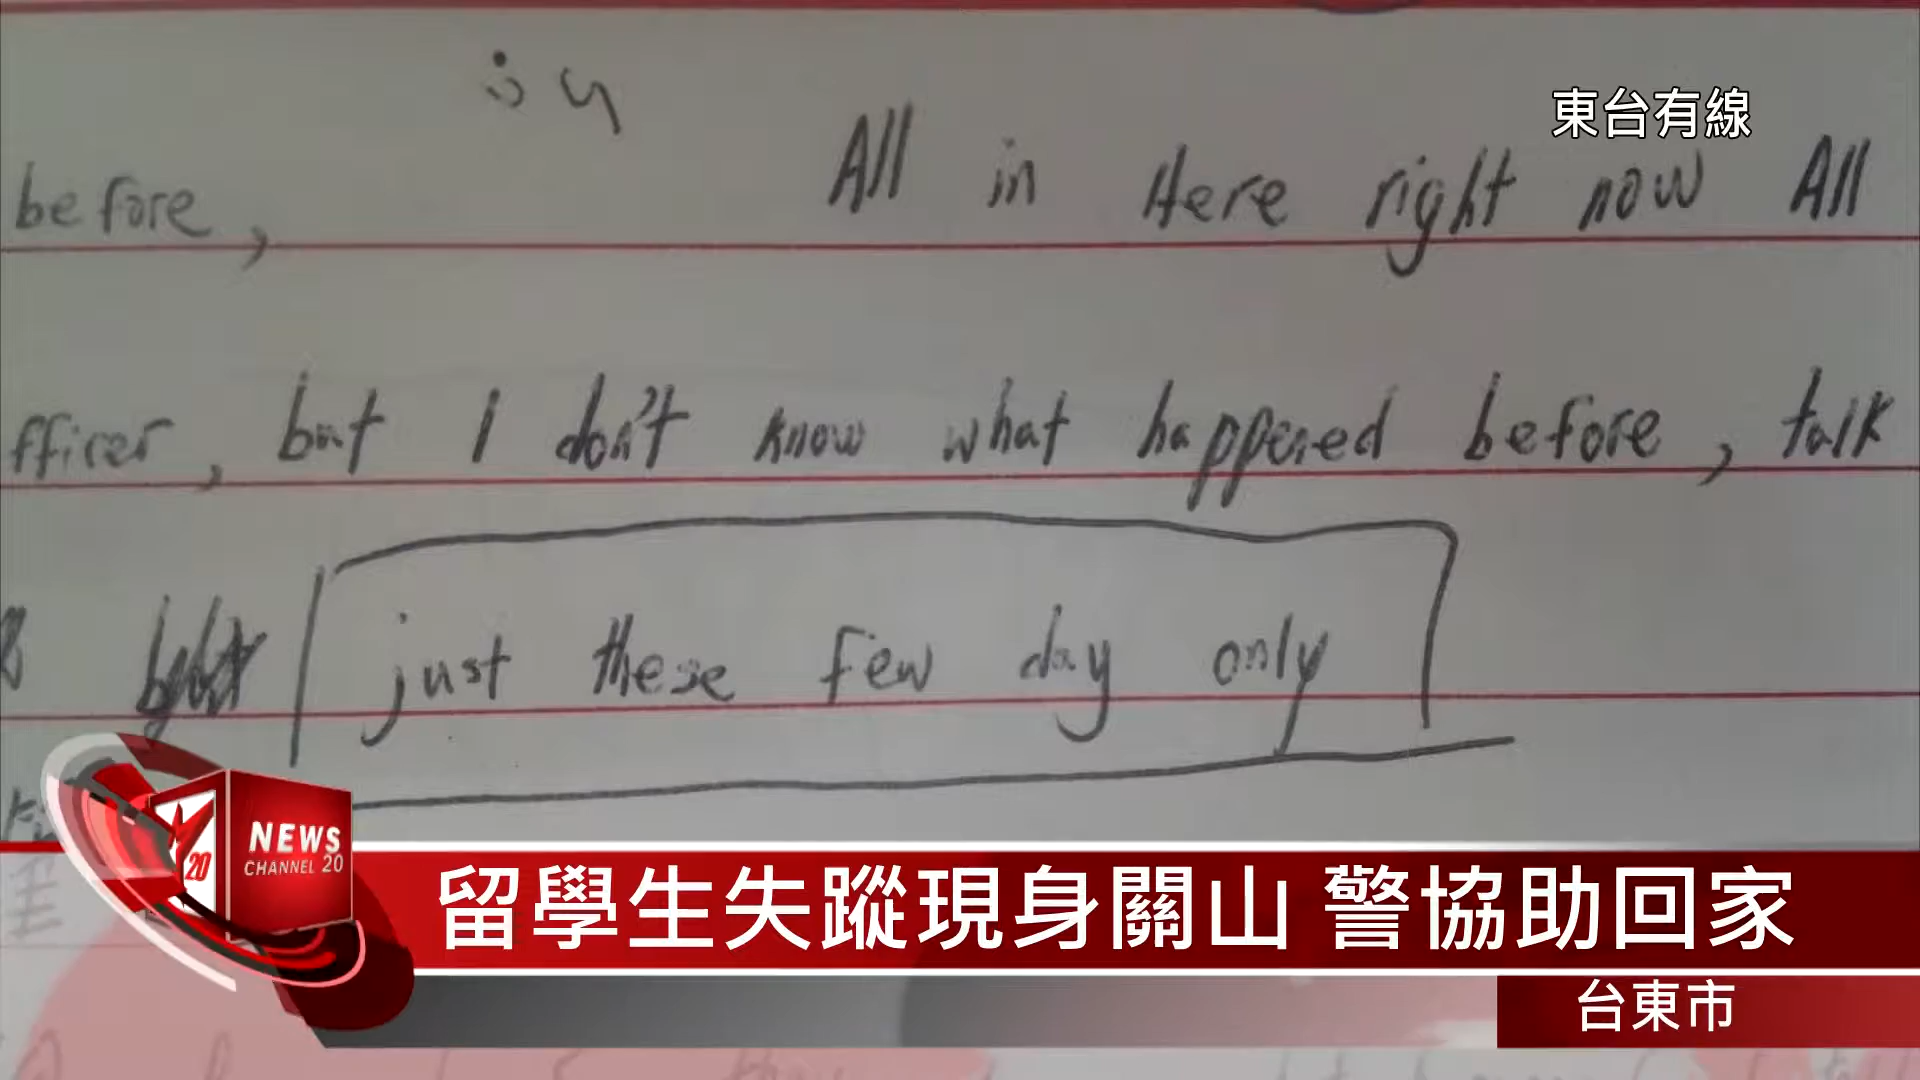 東台有線
before, All in Here right now All
fficer, but I don't know what happened before, talk
just these few day only
NEWS
CHANNEL 20
20
留學生失蹤現身關山 警協助回家
台東市